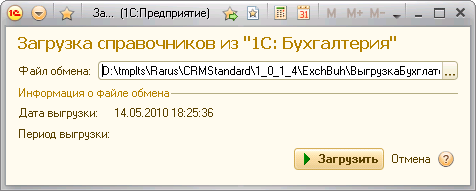 За... (1С:Предприятие)
M M+ M-
Загрузка справочников из "1С: Бухгалтерия"
Файл обмена: D:\tmplts\Rarus\CRMStandard\1_0_1_4\ExchBuh\ВыгрузкаБухглате ...
Информация о файле обмена
Дата выгрузки: 14.05.2010 18:25:36
Период выгрузки:
Загрузить Отмена ?